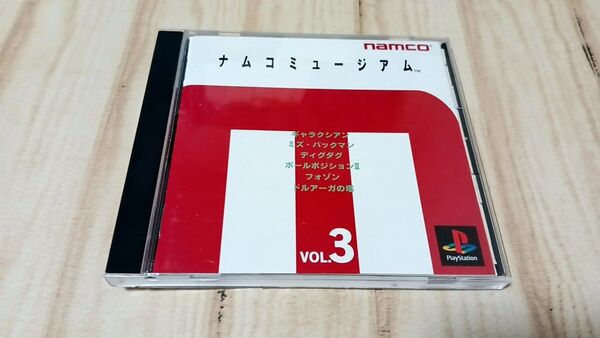 namco
ナムコミュージアム™
ギャラクシアン
ミズ・パックマン
ディグダグ
ポールポジションⅡ
フォゾン
ドルアーガの塔
VOL.3
PlayStation